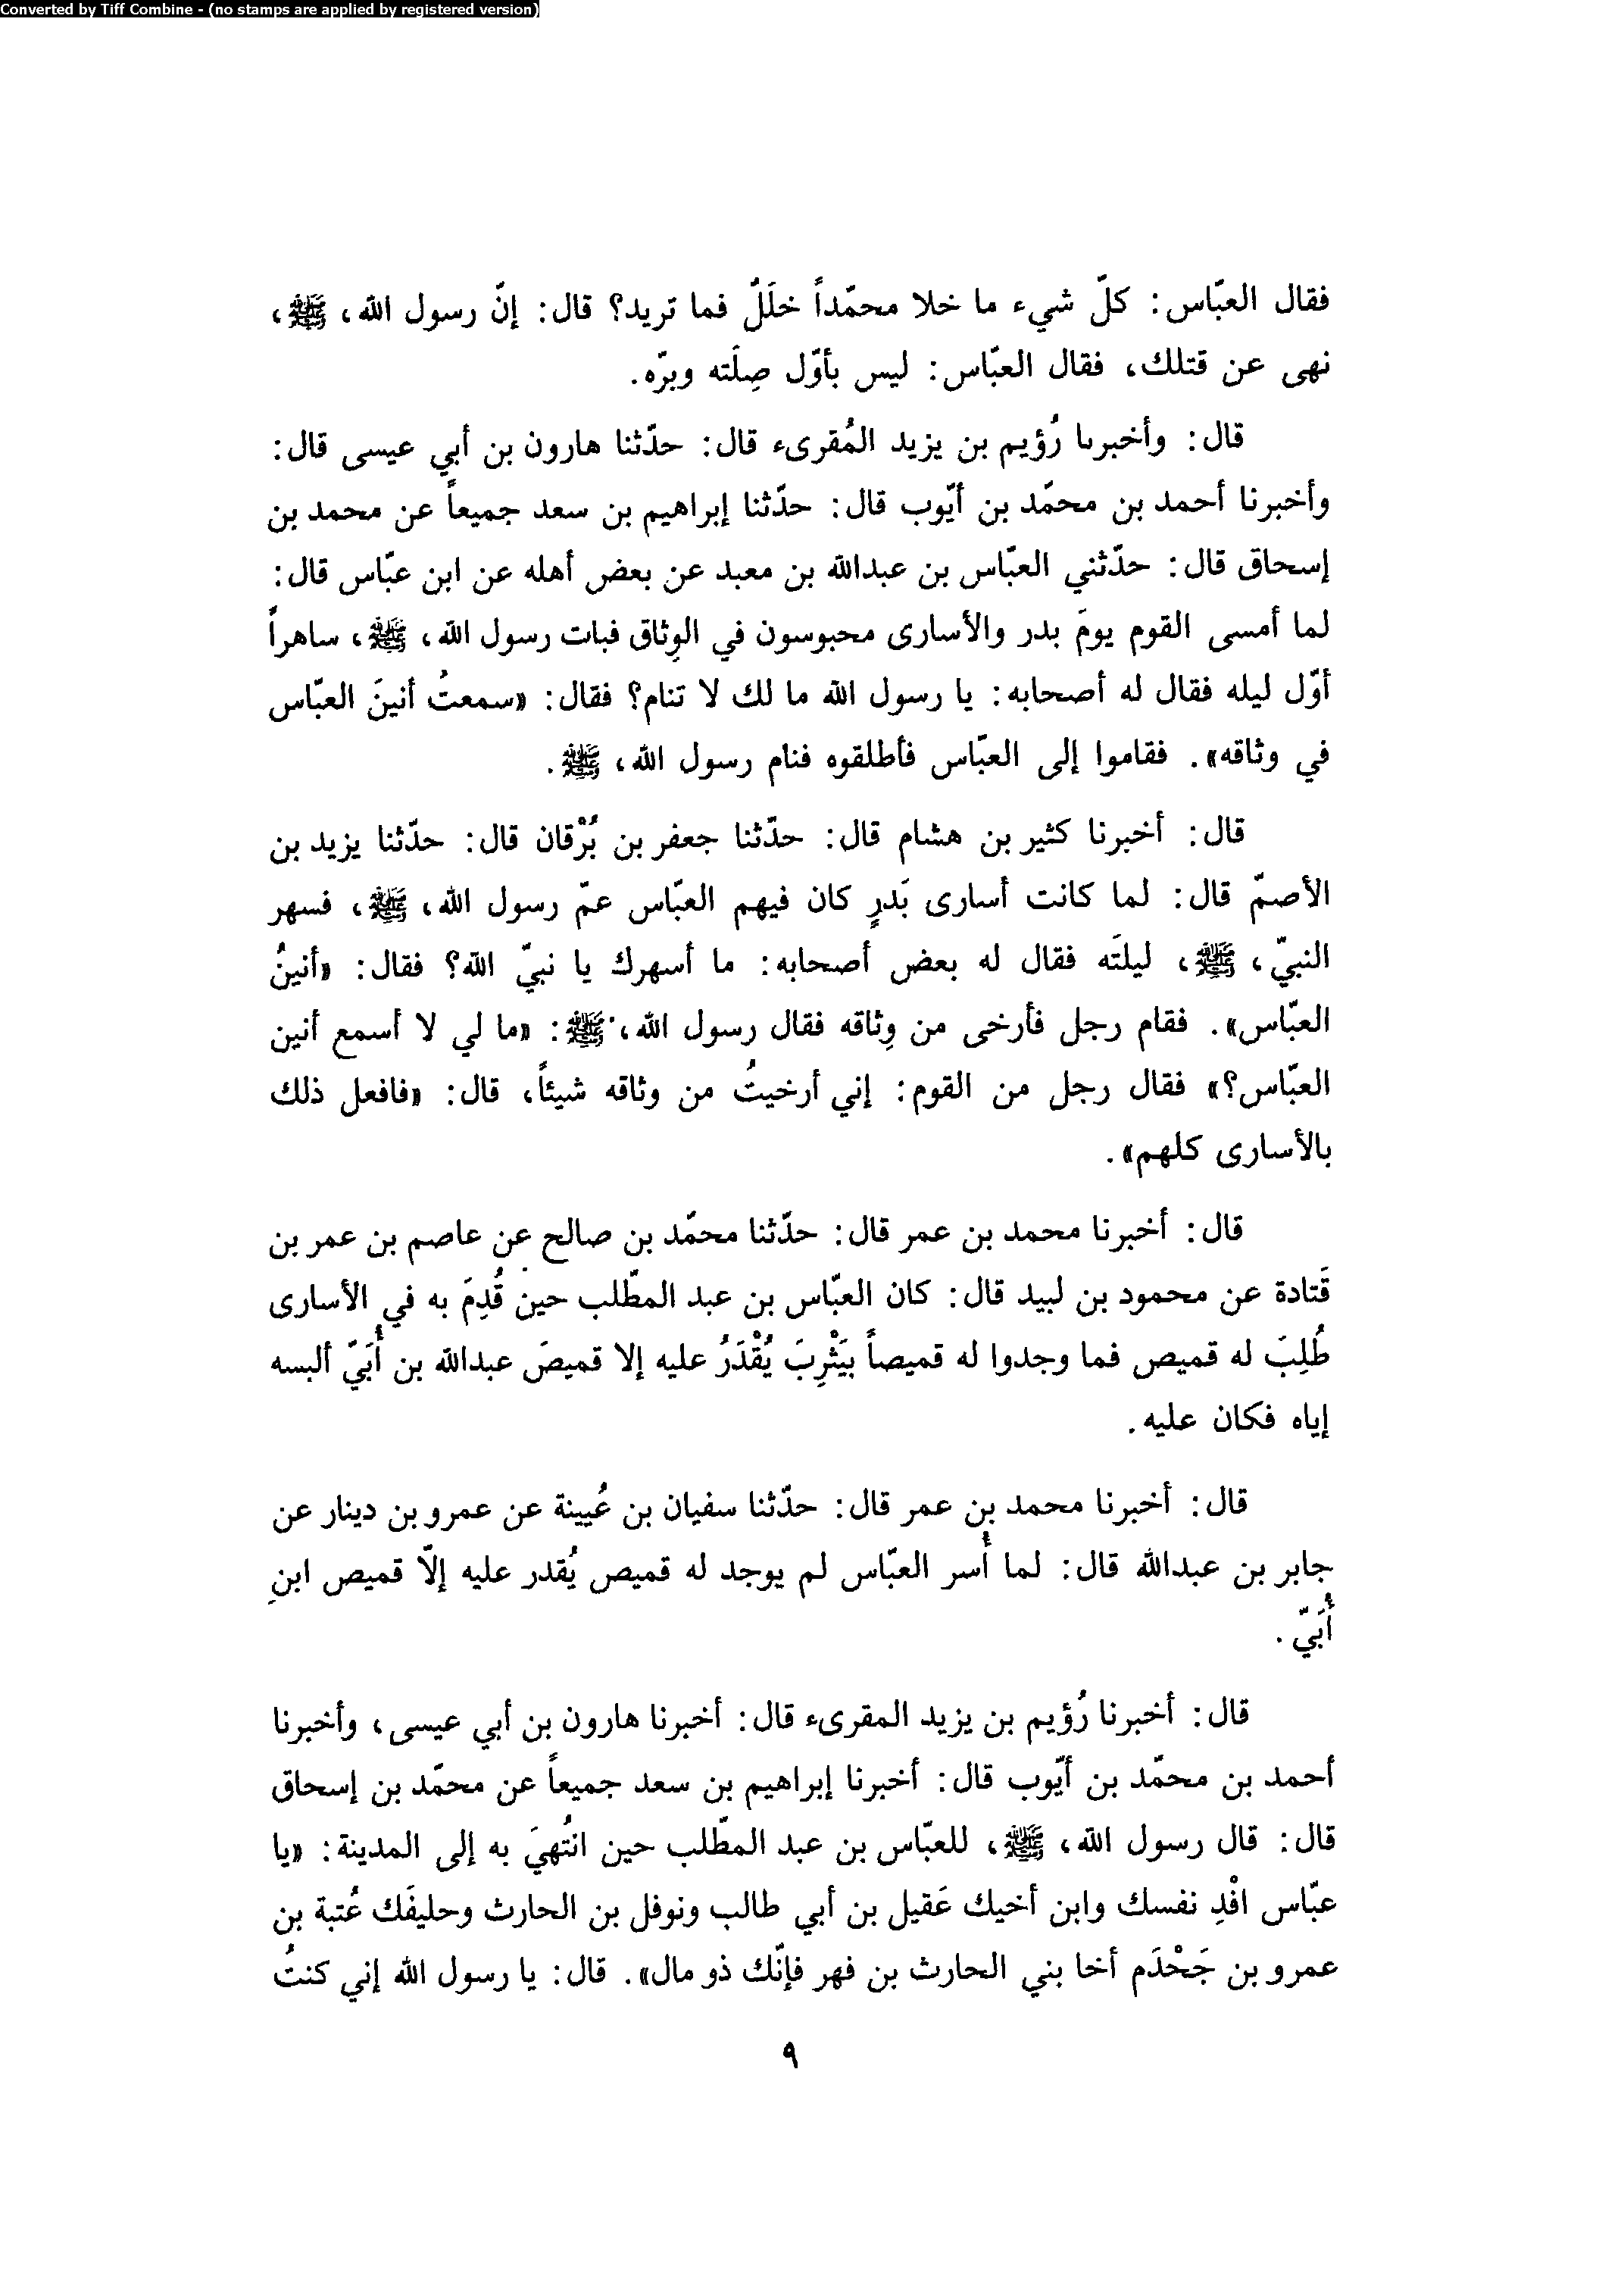 Converted by Tiff Combine - (no stamps are applied by registered version)
فقال العبّاس: كلّ شيء ما خلا محمّداً خلَلٌ فما تريد؟ قال: إنّ رسول الله، ﷺ،
نهى عن قتلك، فقال العبّاس: ليس بأوّل صِلَته وبرّه.
قال: وأخبرنا رُؤيم بن يزيد المُقرىء قال: حدّثنا هارون بن أبي عيسى قال:
وأخبرنا أحمد بن محمّد بن أيّوب قال: حدّثنا إبراهيم بن سعد جميعاً عن محمد بن
إسحاق قال: حدّثني العبّاس بن عبدالله بن معبد عن بعض أهله عن ابن عبّاس قال:
لما أمسى القوم يومَ بدر والأسارى محبوسون في الوِثاق فبات رسول الله، ﷺ، ساهراً
أوّل ليله فقال له أصحابه: يا رسول الله ما لك لا تنام؟ فقال: «سمعتُ أنينَ العبّاس
في وثاقه». فقاموا إلى العبّاس فأطلقوه فنام رسول الله، ﷺ.
قال: أخبرنا كثير بن هشام قال: حدّثنا جعفر بن بُرْقان قال: حدّثنا يزيد بن
الأصمّ قال: لما كانت أسارى بَدرٍ كان فيهم العبّاس عمّ رسول الله، ﷺ، فسهر
النبيّ، ﷺ، ليلتَه فقال له بعض أصحابه: ما أسهرك يا نبيّ الله؟ فقال: «أنينُ
العبّاس». فقام رجل فأرخى من وِثاقه فقال رسول الله، ﷺ: «ما لي لا أسمع أنين
العبّاس؟» فقال رجل من القوم: إني أرخيتُ من وثاقه شيئاً، قال: «فافعل ذلك
بالأسارى كلهم».
قال: أخبرنا محمد بن عمر قال: حدّثنا محمّد بن صالح عن عاصم بن عمر بن
قَتادة عن محمود بن لبيد قال: كان العبّاس بن عبد المطّلب حين قُدِمَ به في الأسارى
طُلِبَ له قميص فما وجدوا له قميصاً بيَثْرِبَ يُقْدَرُ عليه إلا قميصَ عبدالله بن أُبَيّ ألبسه
إياه فكان عليه.
قال: أخبرنا محمد بن عمر قال: حدّثنا سفيان بن عُيينة عن عمرو بن دينار عن
جابر بن عبدالله قال: لما أُسر العبّاس لم يوجد له قميص يُقدر عليه إلّا قميص ابنِ
أُبَيّ.
قال: أخبرنا رُؤيم بن يزيد المقرىء قال: أخبرنا هارون بن أبي عيسى، وأخبرنا
أحمد بن محمّد بن أيّوب قال: أخبرنا إبراهيم بن سعد جميعاً عن محمّد بن إسحاق
قال: قال رسول الله، ﷺ، للعبّاس بن عبد المطّلب حين انتُهيَ به إلى المدينة: «يا
عبّاس افْدِ نفسك وابن أخيك عَقيل بن أبي طالب ونوفل بن الحارث وحليفَك عُتبة بن
عمرو بن جَحْدَم أخا بني الحارث بن فهر فإنّك ذو مال». قال: يا رسول الله إني كنتُ
٩